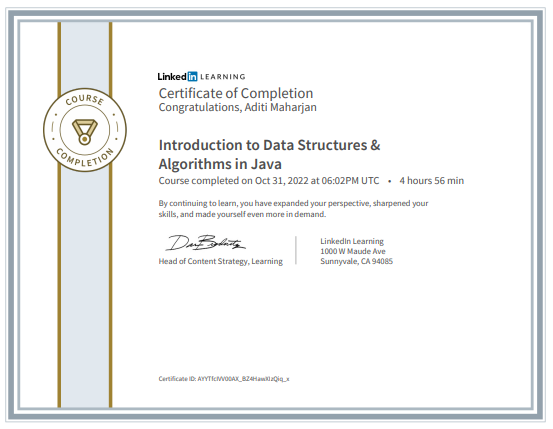 COURSE
COMPLETION
Linked in LEARNING
Certificate of Completion
Congratulations, Aditi Maharjan
Introduction to Data Structures &
Algorithms in Java
Course completed on Oct 31, 2022 at 06:02PM UTC • 4 hours 56 min
By continuing to learn, you have expanded your perspective, sharpened your
skills, and made yourself even more in demand.
Head of Content Strategy, Learning
LinkedIn Learning
1000 W Maude Ave
Sunnyvale, CA 94085
Certificate ID: